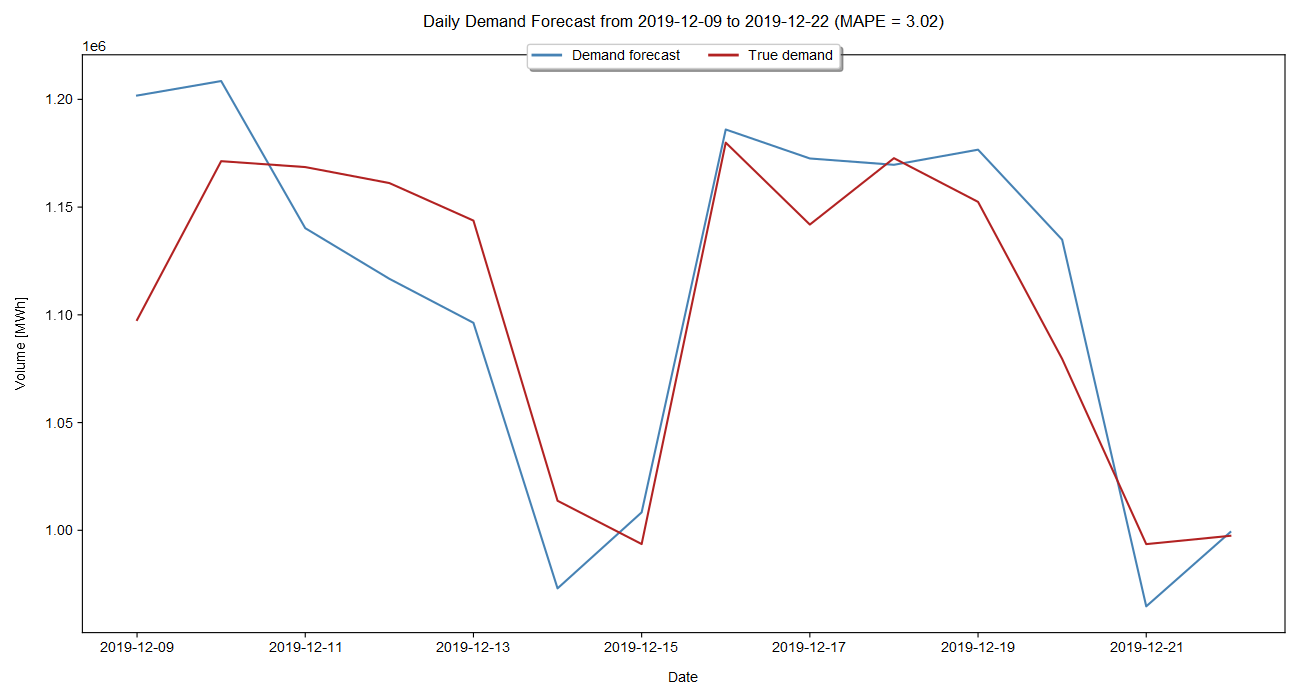 Daily Demand Forecast from 2019-12-09 to 2019-12-22 (MAPE = 3.02)
1e6
Demand forecast
True demand
1.20
1.15
1.10
1.05
1.00
Volume [MWh]
2019-12-09
2019-12-11
2019-12-13
2019-12-15
2019-12-17
2019-12-19
2019-12-21
Date